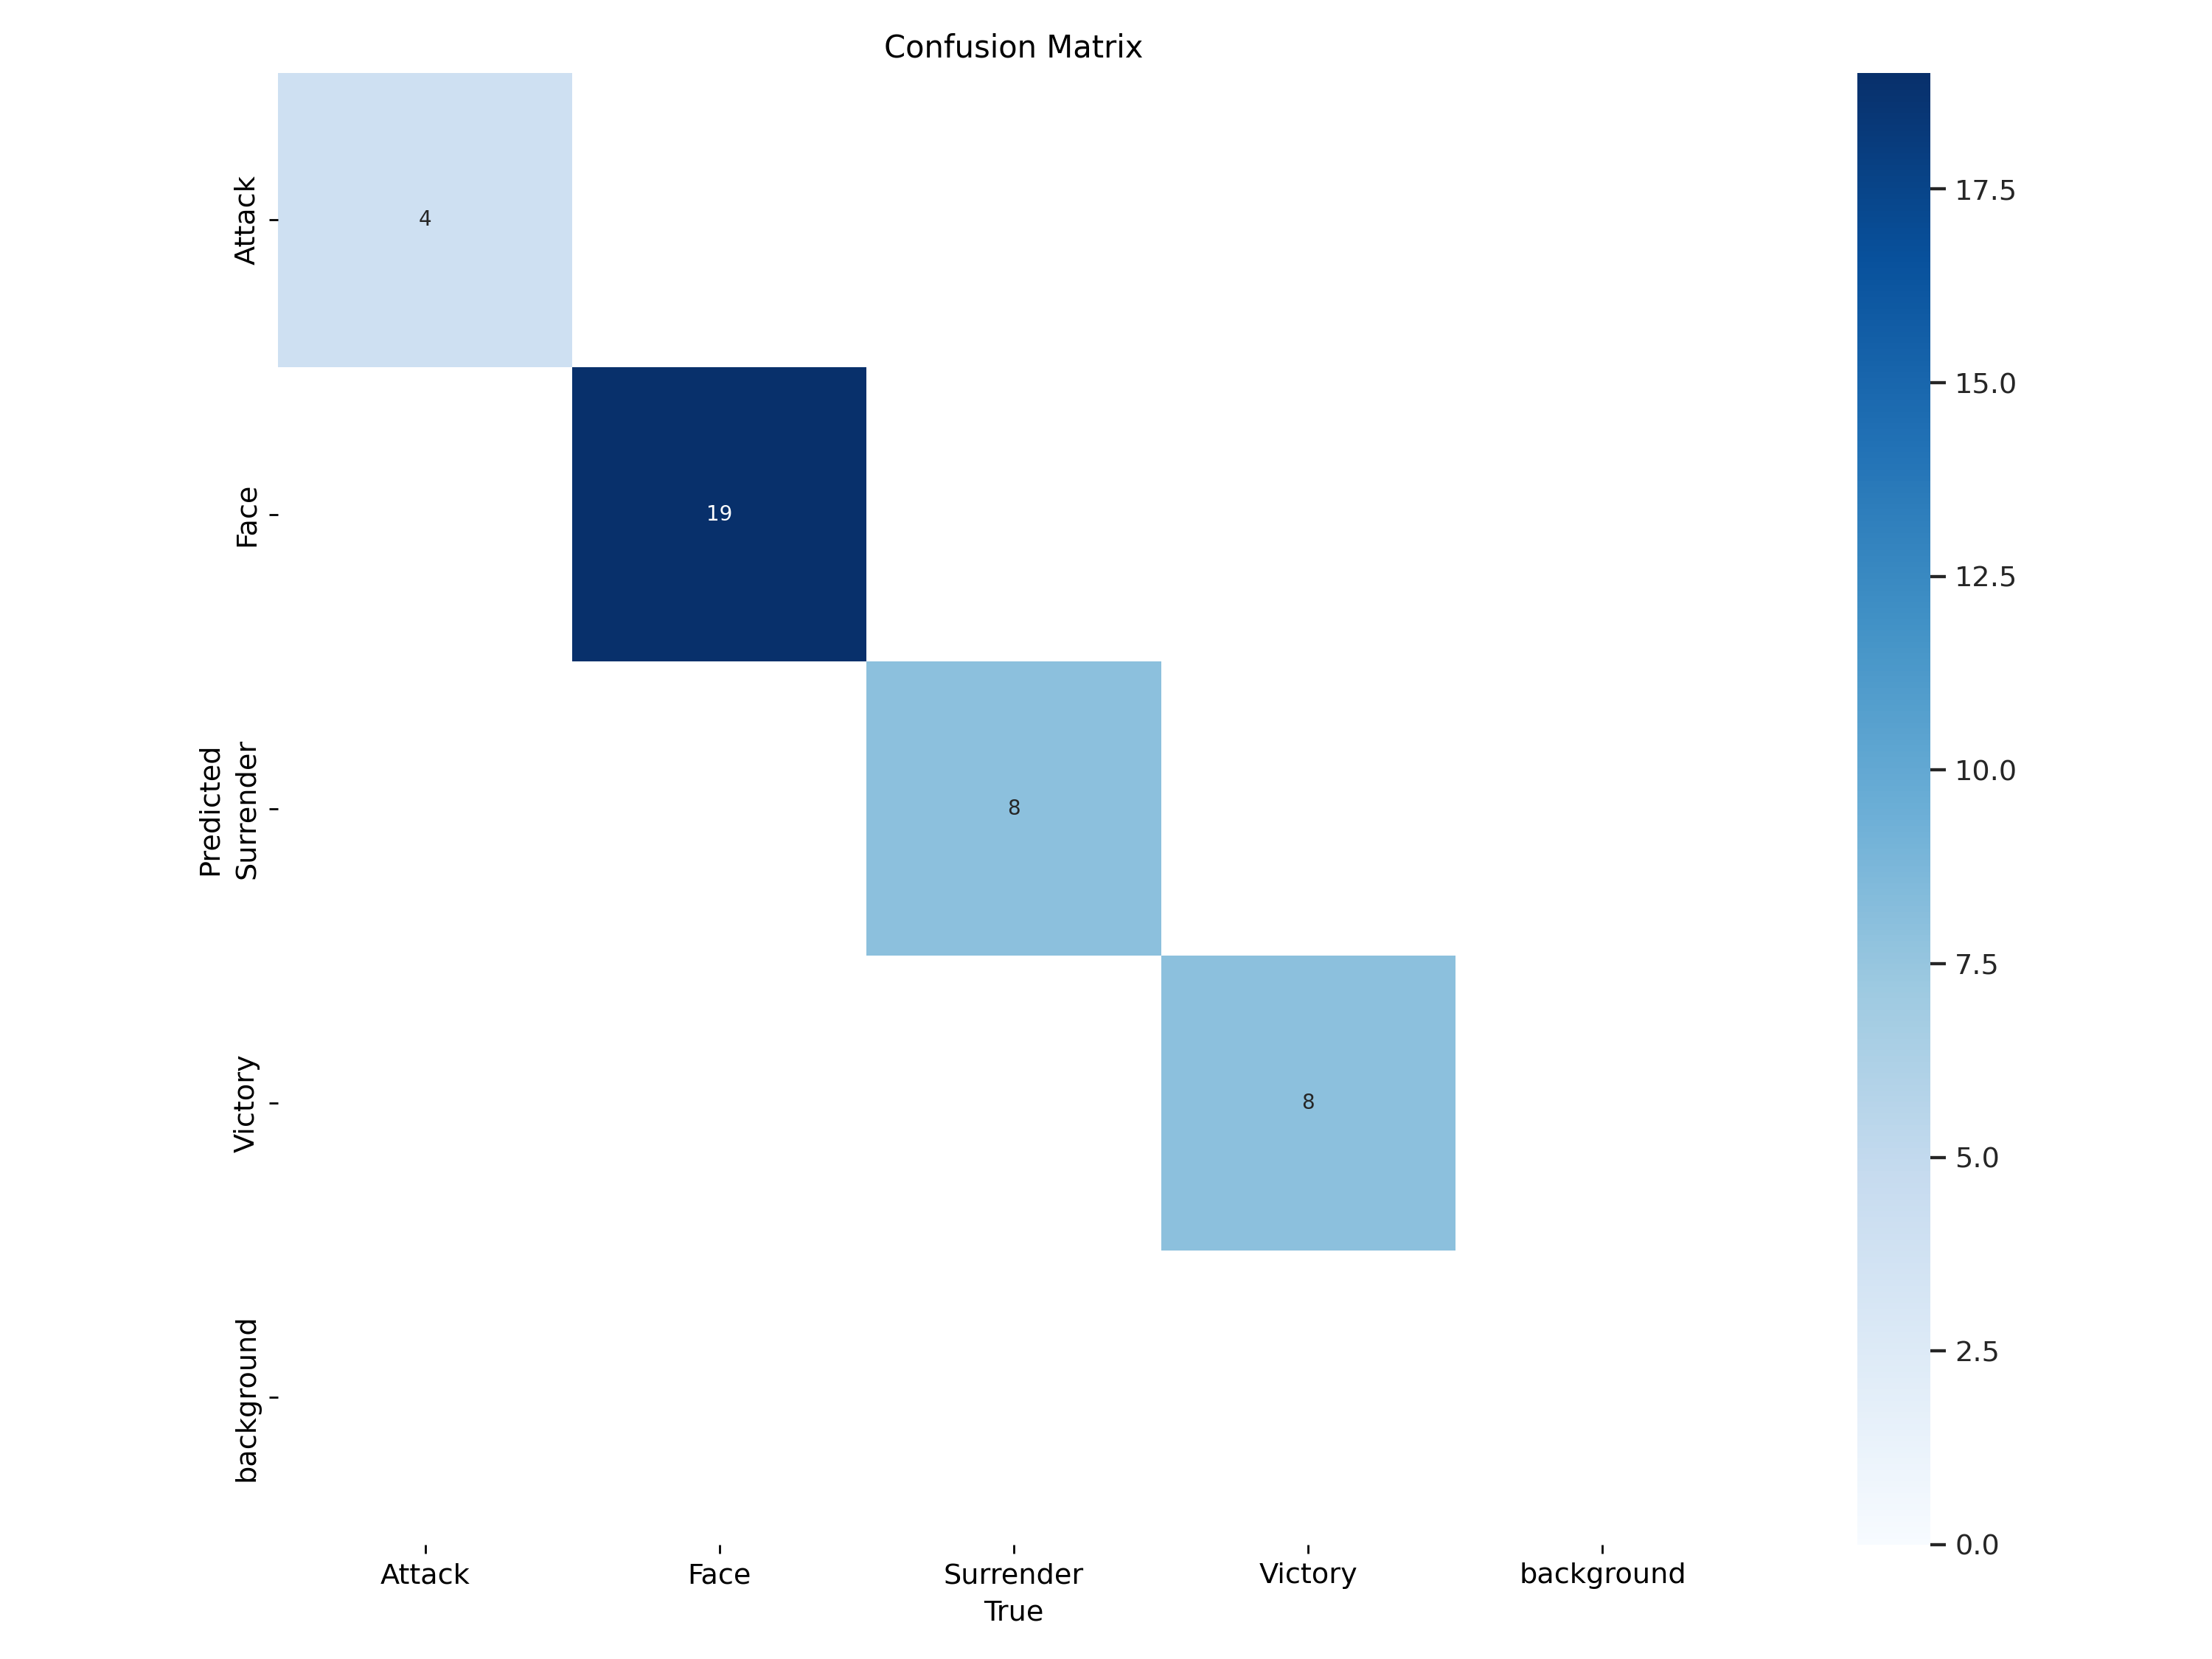 Confusion Matrix
Attack
Face
Predicted
Surrender
Victory
background
4
19
8
8
Attack Face Surrender Victory background
True
17.5
15.0
12.5
10.0
7.5
5.0
2.5
0.0